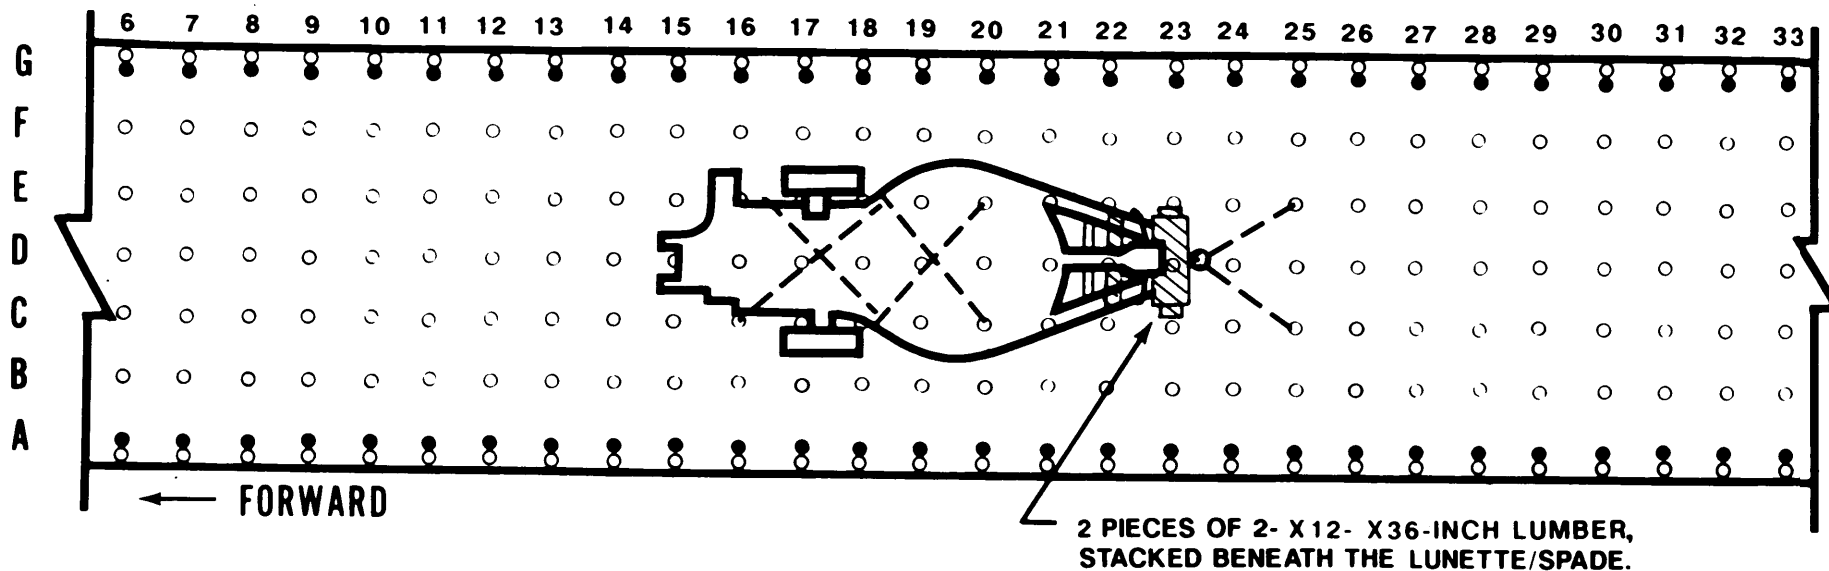 6 7 8 9 10 11 12 13 14 15 16 17 18 19 20 21 22 23 24 25 26 27 28 29 30 31 32 33
G
F
E
D
C
B
A
FORWARD
2 PIECES OF 2- X12- X36-INCH LUMBER,
STACKED BENEATH THE LUNETTE/SPADE.